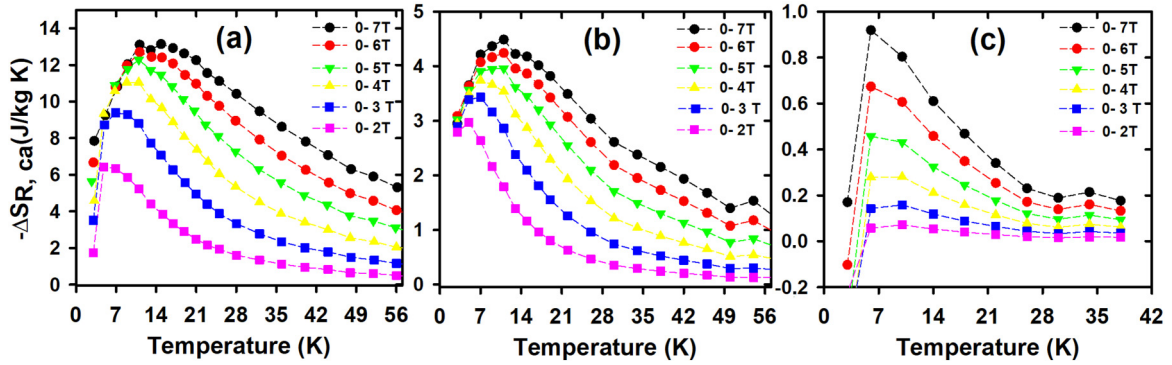 -ΔS_R, ca(J/kg K)
14
12
10
8
6
4
2
0
(a)
0- 7T
0- 6T
0- 5T
0- 4T
0- 3 T
0- 2T
0 7 14 21 28 35 42 49 56
Temperature (K)
5
4
3
2
1
0
(b)
0- 7T
0- 6T
0- 5T
0- 4T
0- 3 T
0- 2T
0 7 14 21 28 35 42 49 56
Temperature (K)
1.0
0.8
0.6
0.4
0.2
0.0
-0.2
(c)
0- 7T
0- 6T
0- 5T
0- 4T
0- 3 T
0- 2T
0 7 14 21 28 35 42
Temperature (K)